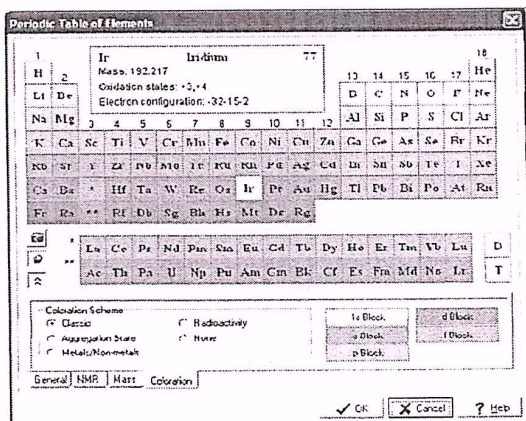 Periodic Table of Elements
Ir Iridium 77
Mass: 192.217
Oxidation states: +3,+4
Electron configuration: -32-15-2
1 18
H 2 13 14 15 16 17 He
Li Be B C N O F Ne
Na Mg 3 4 5 6 7 8 9 10 11 12 Al Si P S Cl Ar
K Ca Sc Ti V Cr Mn Fe Co Ni Cu Zn Ga Ge As Se Br Kr
Rb Sr Y Zr Nb Mo Tc Ru Rh Pd Ag Cd In Sn Sb Te I Xe
Cs Ba * Hf Ta W Re Os Ir Pt Au Hg Tl Pb Bi Po At Rn
Fr Ra ** Rf Db Sg Bh Hs Mt Ds Rg
* La Ce Pr Nd Pm Sm Eu Gd Tb Dy Ho Er Tm Yb Lu D
** Ac Th Pa U Np Pu Am Cm Bk Cf Es Fm Md No Lr T
Coloration Scheme
Classic Radioactivity
Aggregation State None
Metals/Non-metals
1s Block d Block
s Block f Block
p Block
General NMR Mass Coloration
OK Cancel ? Help